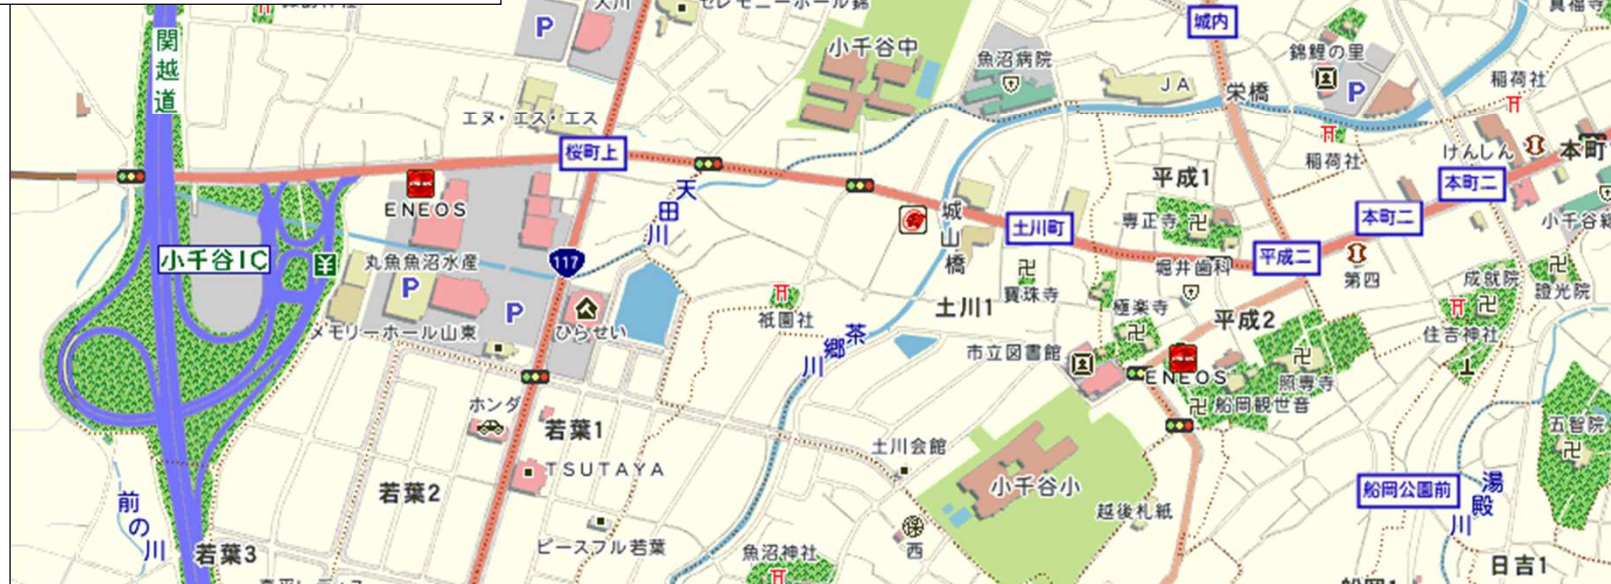 関越道
大川
セレモニーホール錦
P
小千谷中
魚沼病院
城内
錦鯉の里
真福寺
稲荷社
JA
栄橋
P
エヌ・エス・エス
桜町上
稲荷社
けんしん
本町
ENEOS
天田川
平成1
本町二
本町二
城山橋
土川町
専正寺
平成二
小千谷IC
¥
丸魚魚沼水産
117
堀井歯科
第四
成就院
證光院
寶珠寺
P
P
祇園社
土川1
極楽寺
平成2
住吉神社
メモリーホール山東
ひらせい
茶郷川
市立図書館
ENEOS
照専寺
ホンダ
船岡観世音
若葉1
五智院
土川会館
TSUTAYA
若葉2
小千谷小
船岡公園前
湯殿川
前の川
越後札紙
ピースフル若葉
西
若葉3
魚沼神社
日吉1
船岡1